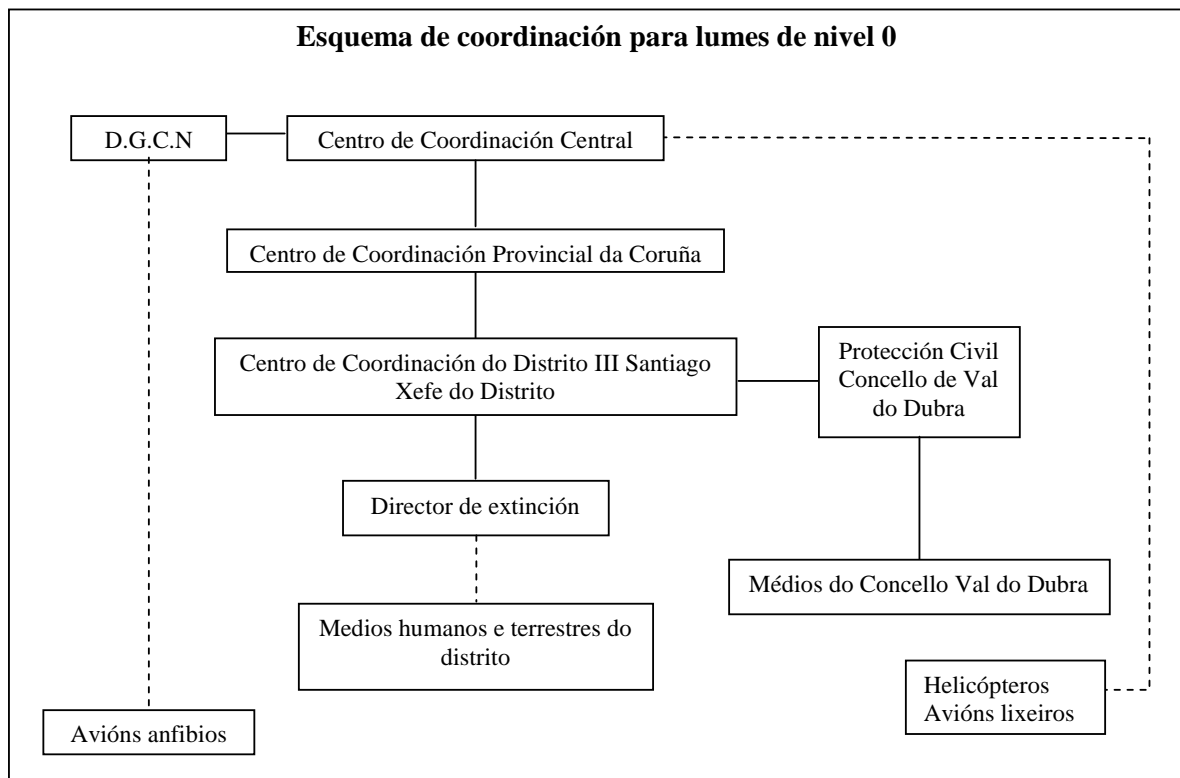 Esquema de coordinación para lumes de nivel 0
D.G.C.N
Centro de Coordinación Central
Centro de Coordinación Provincial da Coruña
Centro de Coordinación do Distrito III Santiago
Xefe do Distrito
Protección Civil
Concello de Val
do Dubra
Director de extinción
Médios do Concello Val do Dubra
Medios humanos e terrestres do
distrito
Helicópteros
Avións lixeiros
Avións anfibios